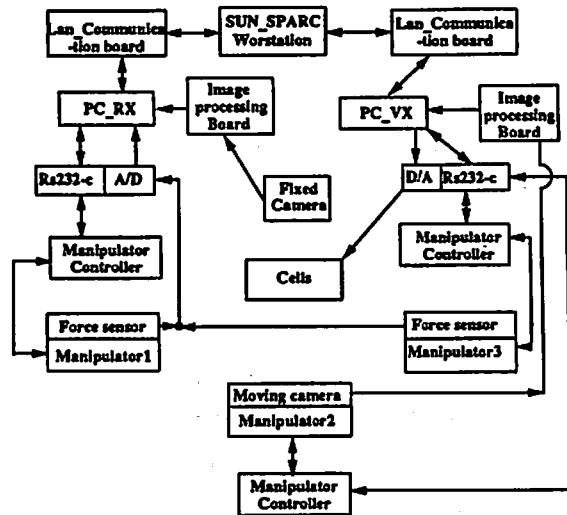 Lan_Communica
-tion board
SUN_SPARC
Worstation
Lan_Communica
-tion board
PC_RX
Image
processing
Board
PC_VX
Image
processing
Board
Rs232-c
A/D
Fixed
Camera
D/A
Rs232-c
Manipulator
Controller
Cells
Manipulator
Controller
Force sensor
Manipulator1
Force sensor
Manipulator3
Moving camera
Manipulator2
Manipulator
Controller